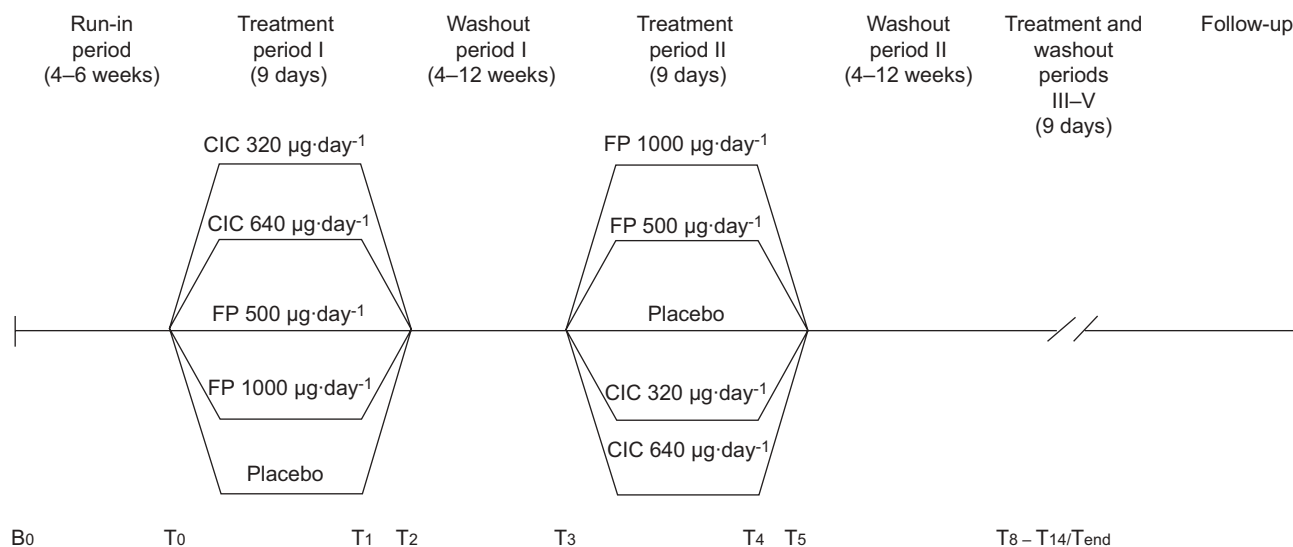 Run-in
period
(4–6 weeks)
Treatment
period I
(9 days)
Washout
period I
(4–12 weeks)
Treatment
period II
(9 days)
Washout
period II
(4–12 weeks)
Treatment and
washout
periods
III–V
(9 days)
Follow-up
CIC 320 µg·day-1
CIC 640 µg·day-1
FP 500 µg·day-1
FP 1000 µg·day-1
Placebo
FP 1000 µg·day-1
FP 500 µg·day-1
Placebo
CIC 320 µg·day-1
CIC 640 µg·day-1
B0 T0 T1 T2 T3 T4 T5 T8 – T14/Tend